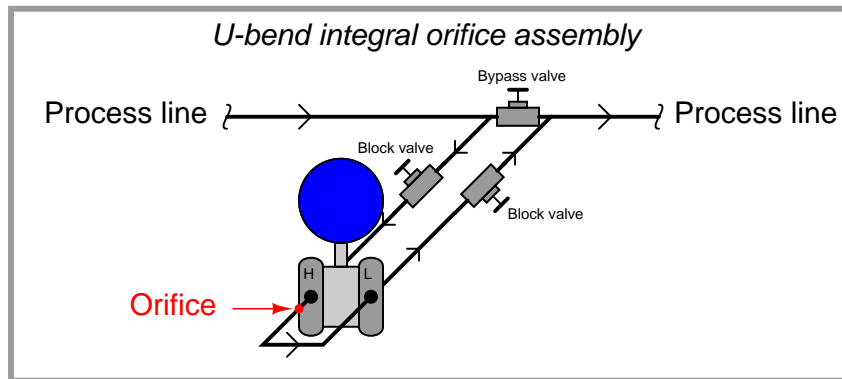 U-bend integral orifice assembly
Bypass valve
Process line
Process line
Block valve
Block valve
H
L
Orifice